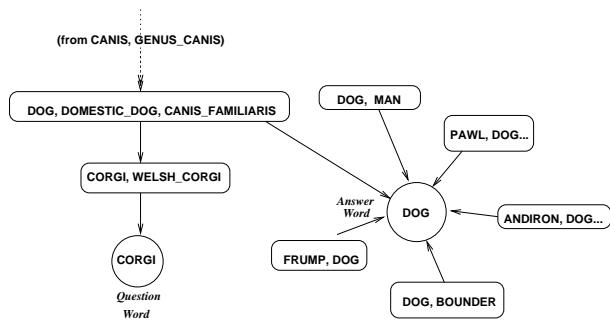 (from CANIS, GENUS_CANIS)
DOG, DOMESTIC_DOG, CANIS_FAMILIARIS
DOG, MAN
PAWL, DOG...
CORGI, WELSH_CORGI
Answer
Word
DOG
ANDIRON, DOG...
CORGI
FRUMP, DOG
Question
Word
DOG, BOUNDER